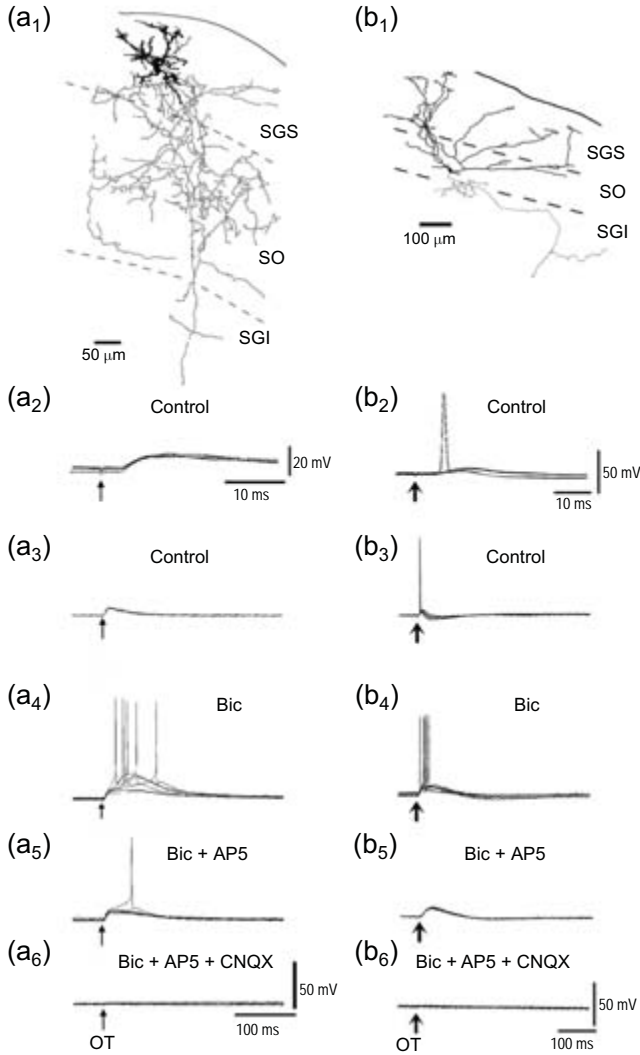 (a1)
(b1)
SGS
SO
SGI
50 μm
SGS
SO
SGI
100 μm
(a2)
Control
20 mV
10 ms
(b2)
Control
50 mV
10 ms
(a3)
Control
(b3)
Control
(a4)
Bic
(b4)
Bic
(a5)
Bic + AP5
(b5)
Bic + AP5
(a6)
Bic + AP5 + CNQX
50 mV
100 ms
OT
(b6)
Bic + AP5 + CNQX
50 mV
100 ms
OT